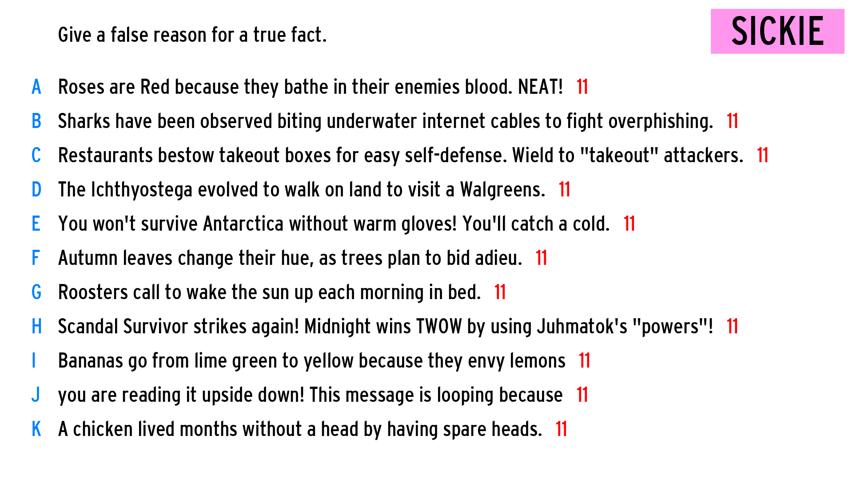 Give a false reason for a true fact.
SICKIE
A Roses are Red because they bathe in their enemies blood. NEAT! 11
B Sharks have been observed biting underwater internet cables to fight overphishing. 11
C Restaurants bestow takeout boxes for easy self-defense. Wield to "takeout" attackers. 11
D The Ichthyostega evolved to walk on land to visit a Walgreens. 11
E You won't survive Antarctica without warm gloves! You'll catch a cold. 11
F Autumn leaves change their hue, as trees plan to bid adieu. 11
G Roosters call to wake the sun up each morning in bed. 11
H Scandal Survivor strikes again! Midnight wins TWOW by using Juhmatok's "powers"! 11
I Bananas go from lime green to yellow because they envy lemons 11
J you are reading it upside down! This message is looping because 11
K A chicken lived months without a head by having spare heads. 11